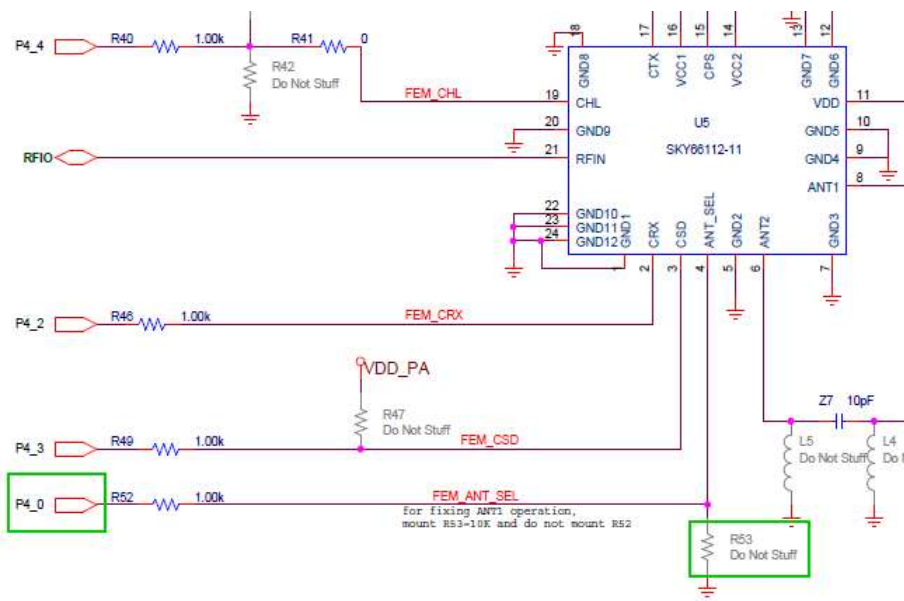 18 17 16 15 14 13 12
P4_4 R40 1.00k R41 0
GND8 CTX VCC1 CPS VCC2 GND7 GND6
R42
Do Not Stuff
FEM_CHL 19 CHL VDD 11
20 GND9 U5 GND5 10
RFIO 21 RFIN SKY66112-11 GND4 9
ANT1 8
22 GND10
23 GND11
24 GND12
GND1 CRX CSD ANT_SEL GND2 ANT2 GND3
1 2 3 4 5 6 7
P4_2 R46 1.00k FEM_CRX
VDD_PA
R47
Do Not Stuff
Z7 10pF
P4_3 R49 1.00k FEM_CSD
L5 L4
Do Not Stuff Do
P4_0 R52 1.00k FEM_ANT_SEL
for fixing ANT1 operation,
mount R53=10K and do not mount R52
R53
Do Not Stuff